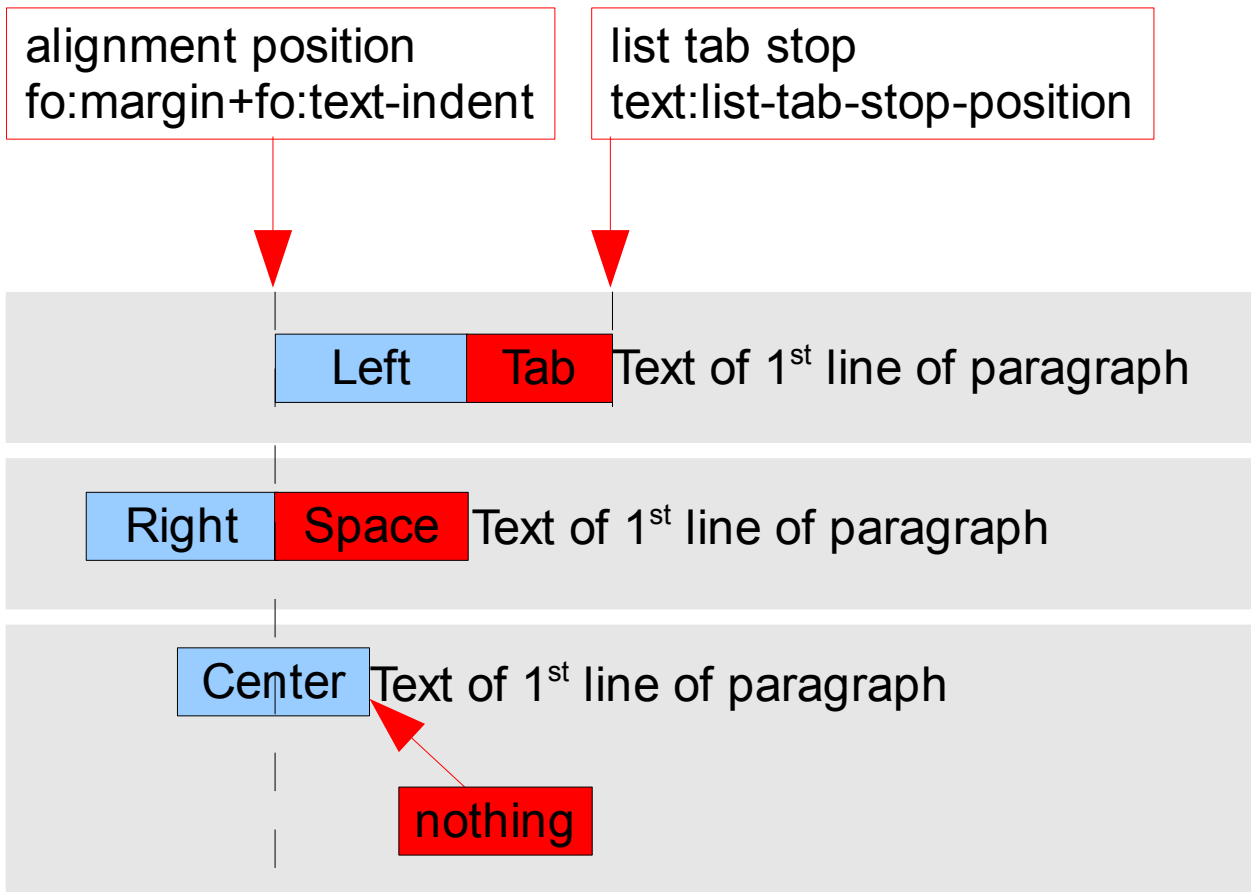 alignment position
fo:margin+fo:text-indent
list tab stop
text:list-tab-stop-position
Left Tab Text of 1st line of paragraph
Right Space Text of 1st line of paragraph
Center Text of 1st line of paragraph
nothing